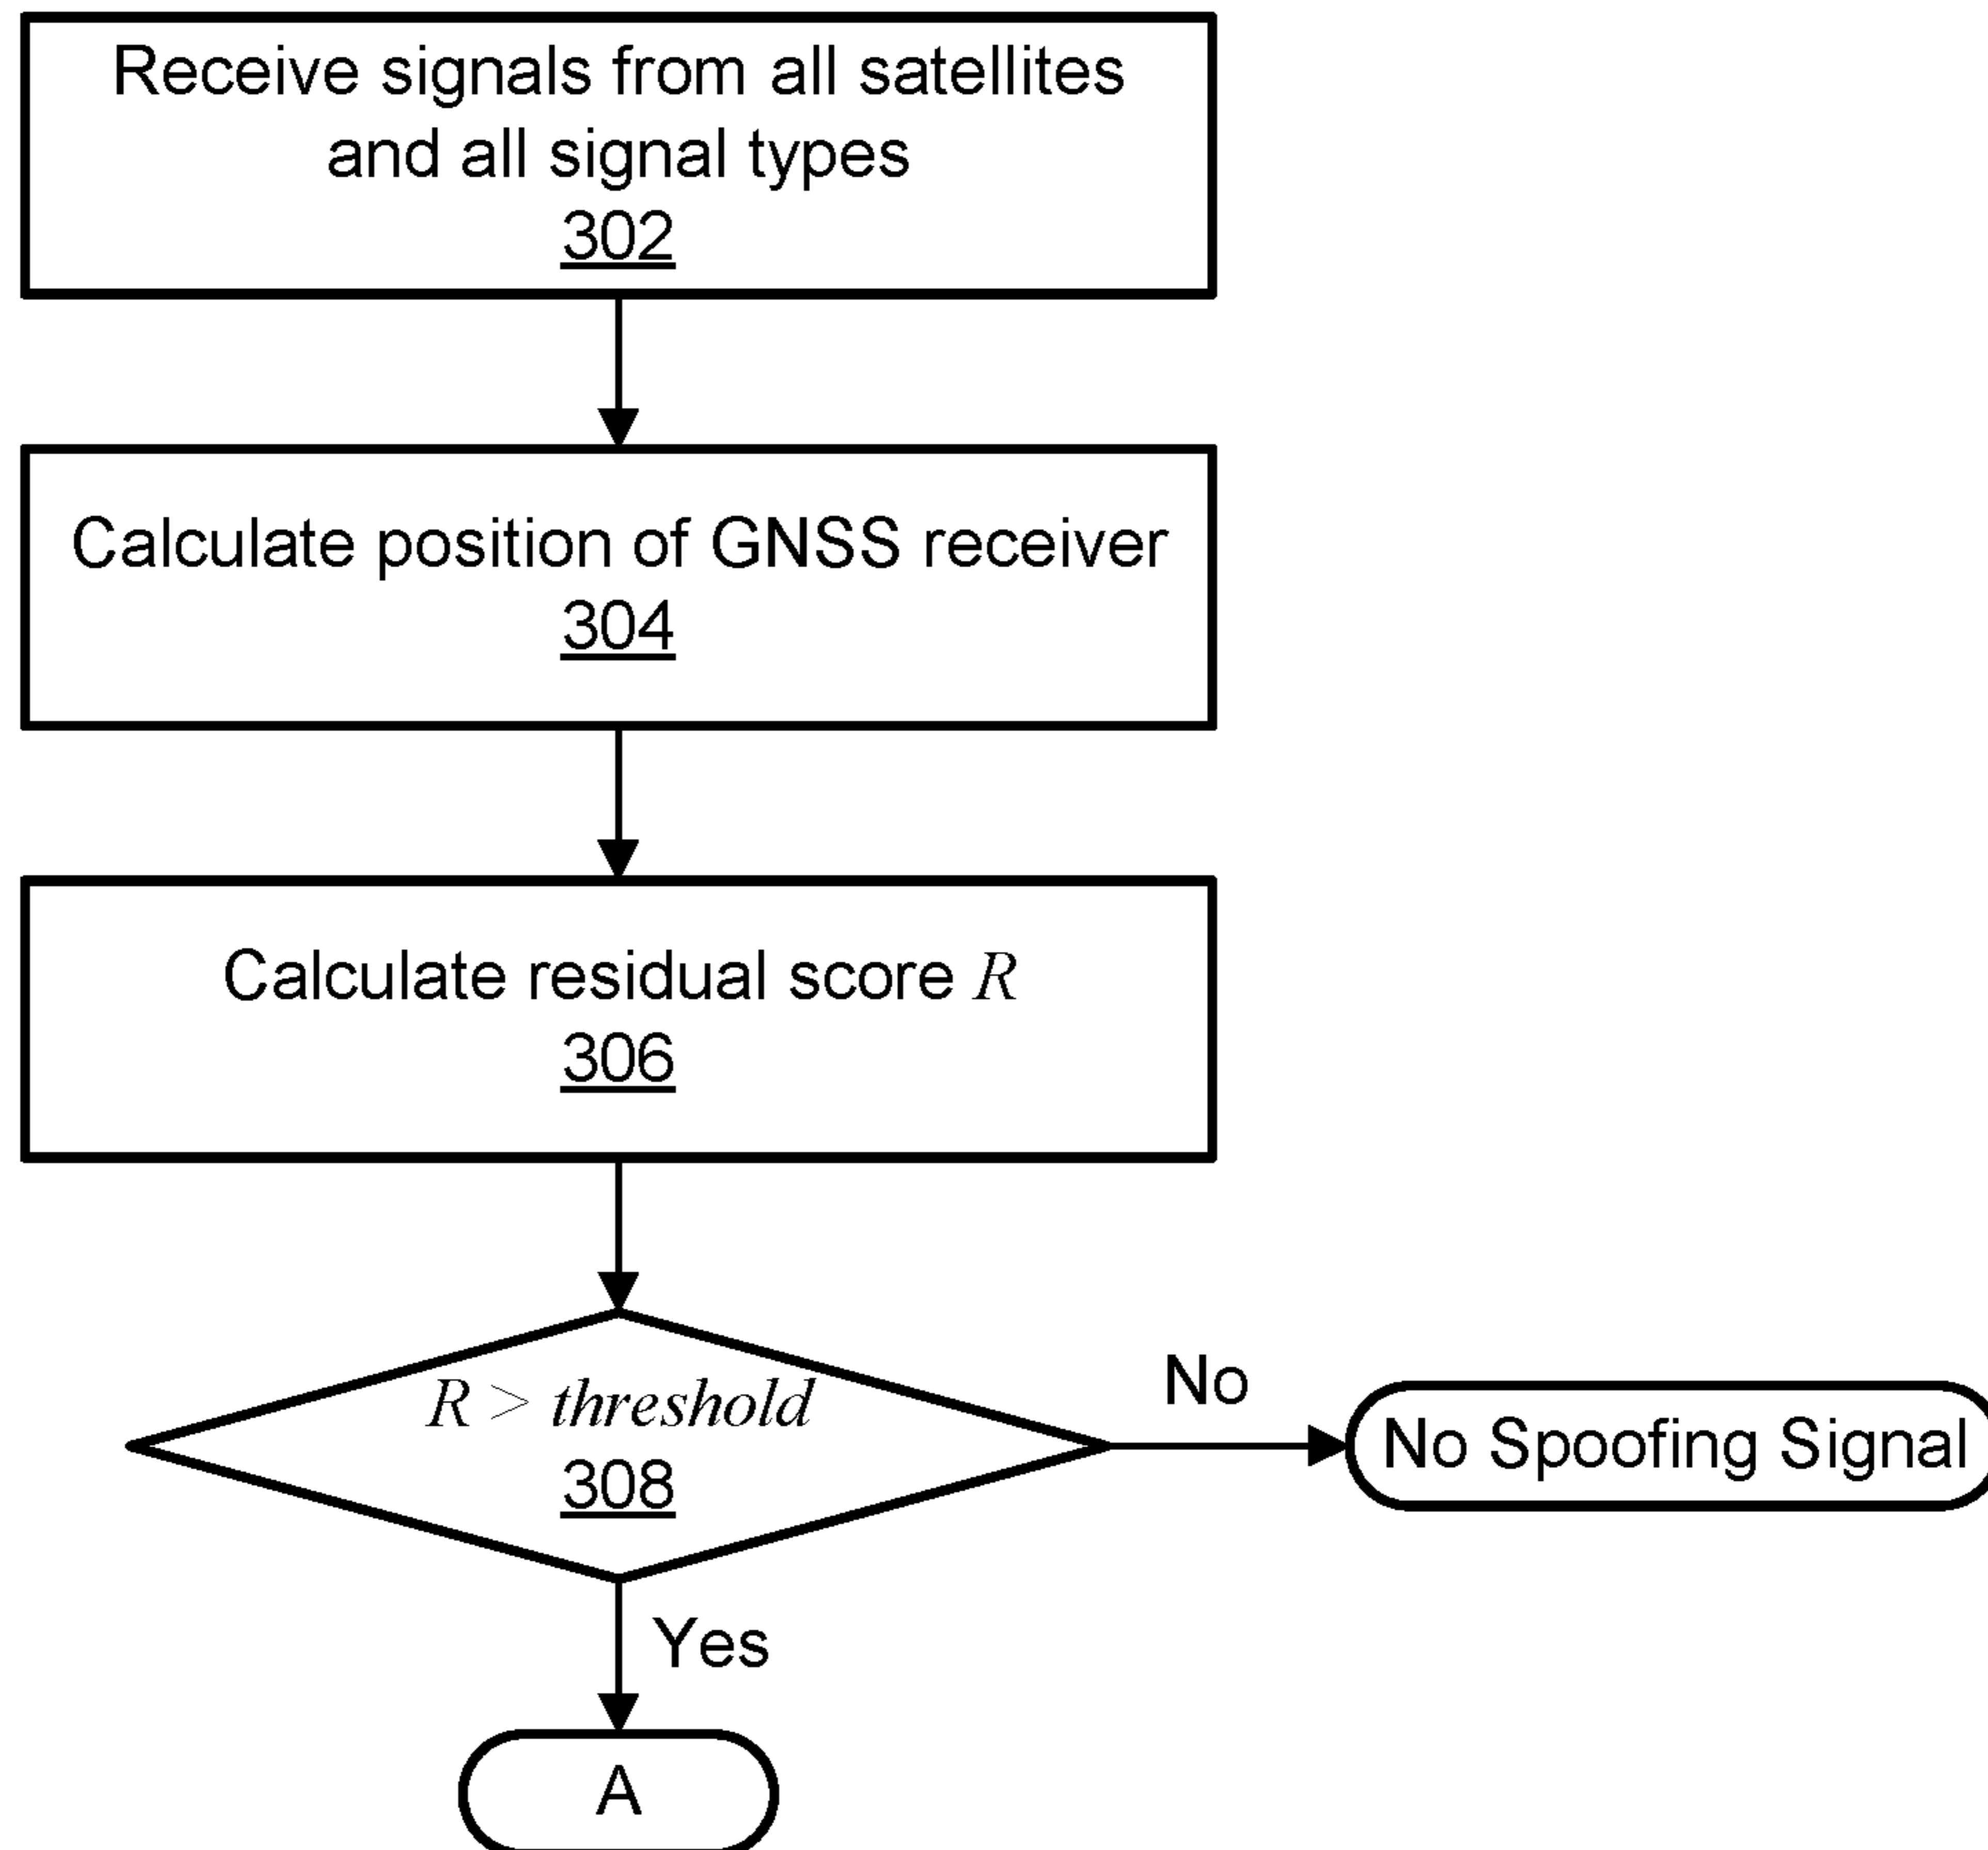 Receive signals from all satellites
and all signal types
302
Calculate position of GNSS receiver
304
Calculate residual score R
306
R > threshold
308
No
No Spoofing Signal
Yes
A